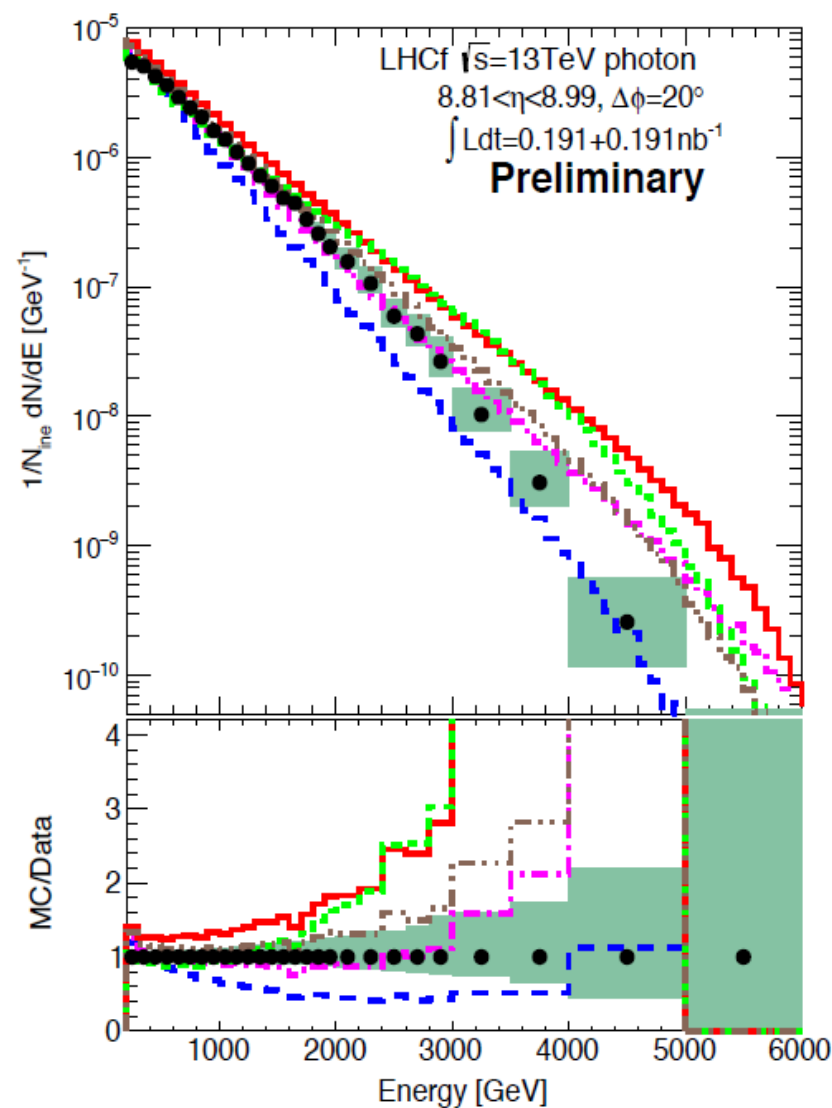 LHCf √s=13TeV photon
8.81<η<8.99, Δϕ=20°
∫Ldt=0.191+0.191nb⁻¹
Preliminary
1/N_ine dN/dE [GeV⁻¹]
10⁻⁵
10⁻⁶
10⁻⁷
10⁻⁸
10⁻⁹
10⁻¹⁰
MC/Data
4
3
2
1
0
1000 2000 3000 4000 5000 6000
Energy [GeV]